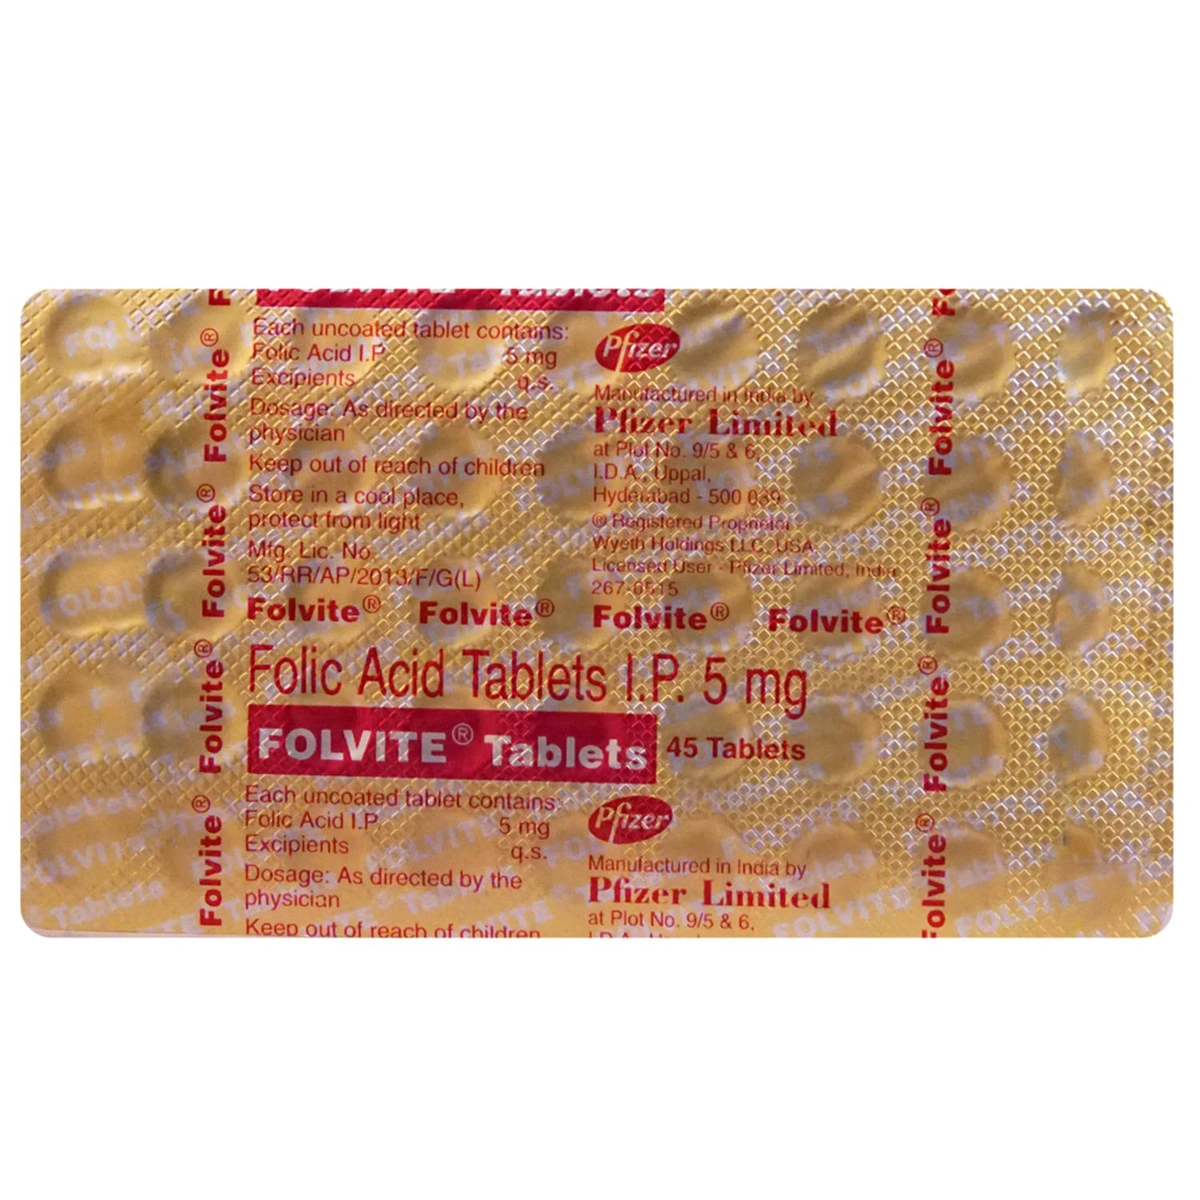 FOLVITE Tablets
Each uncoated tablet contains:
Folic Acid I.P. 5 mg
Excipients q.s.
Dosage: As directed by the
physician
Keep out of reach of children
Store in a cool place,
protect from light
Mfg. Lic. No.
53/RR/AP/2013/F/G(L)
Pfizer
Manufactured in India by
Pfizer Limited
at Plot No. 9/5 & 6,
I.D.A., Uppal,
Hyderabad - 500 039
® Registered Proprietor
Wyeth Holdings LLC, USA
Licensed User - Pfizer Limited, India
Folvite® Folvite® Folvite® Folvite®
Folic Acid Tablets I.P. 5 mg
FOLVITE® Tablets 45 Tablets
Each uncoated tablet contains:
Folic Acid I.P. 5 mg
Excipients q.s.
Dosage: As directed by the
physician
Keep out of reach of children
Pfizer
Manufactured in India by
Pfizer Limited
at Plot No. 9/5 & 6,
Folvite® Folvite® Folvite® Folvite®
Folvite® Folvite® Folvite® Folvite®